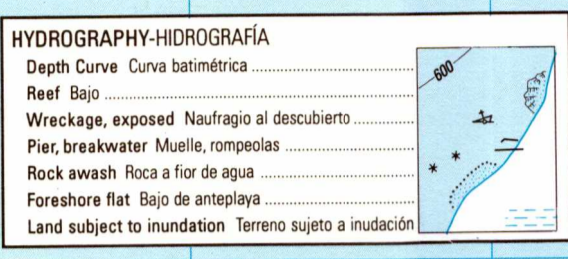 HYDROGRAPHY-HIDROGRAFÍA
Depth Curve Curva batimétrica
Reef Bajo
Wreckage, exposed Naufragio al descubierto
Pier, breakwater Muelle, rompeolas
Rock awash Roca a fior de agua
Foreshore flat Bajo de anteplaya
Land subject to inundation Terreno sujeto a inudación
600